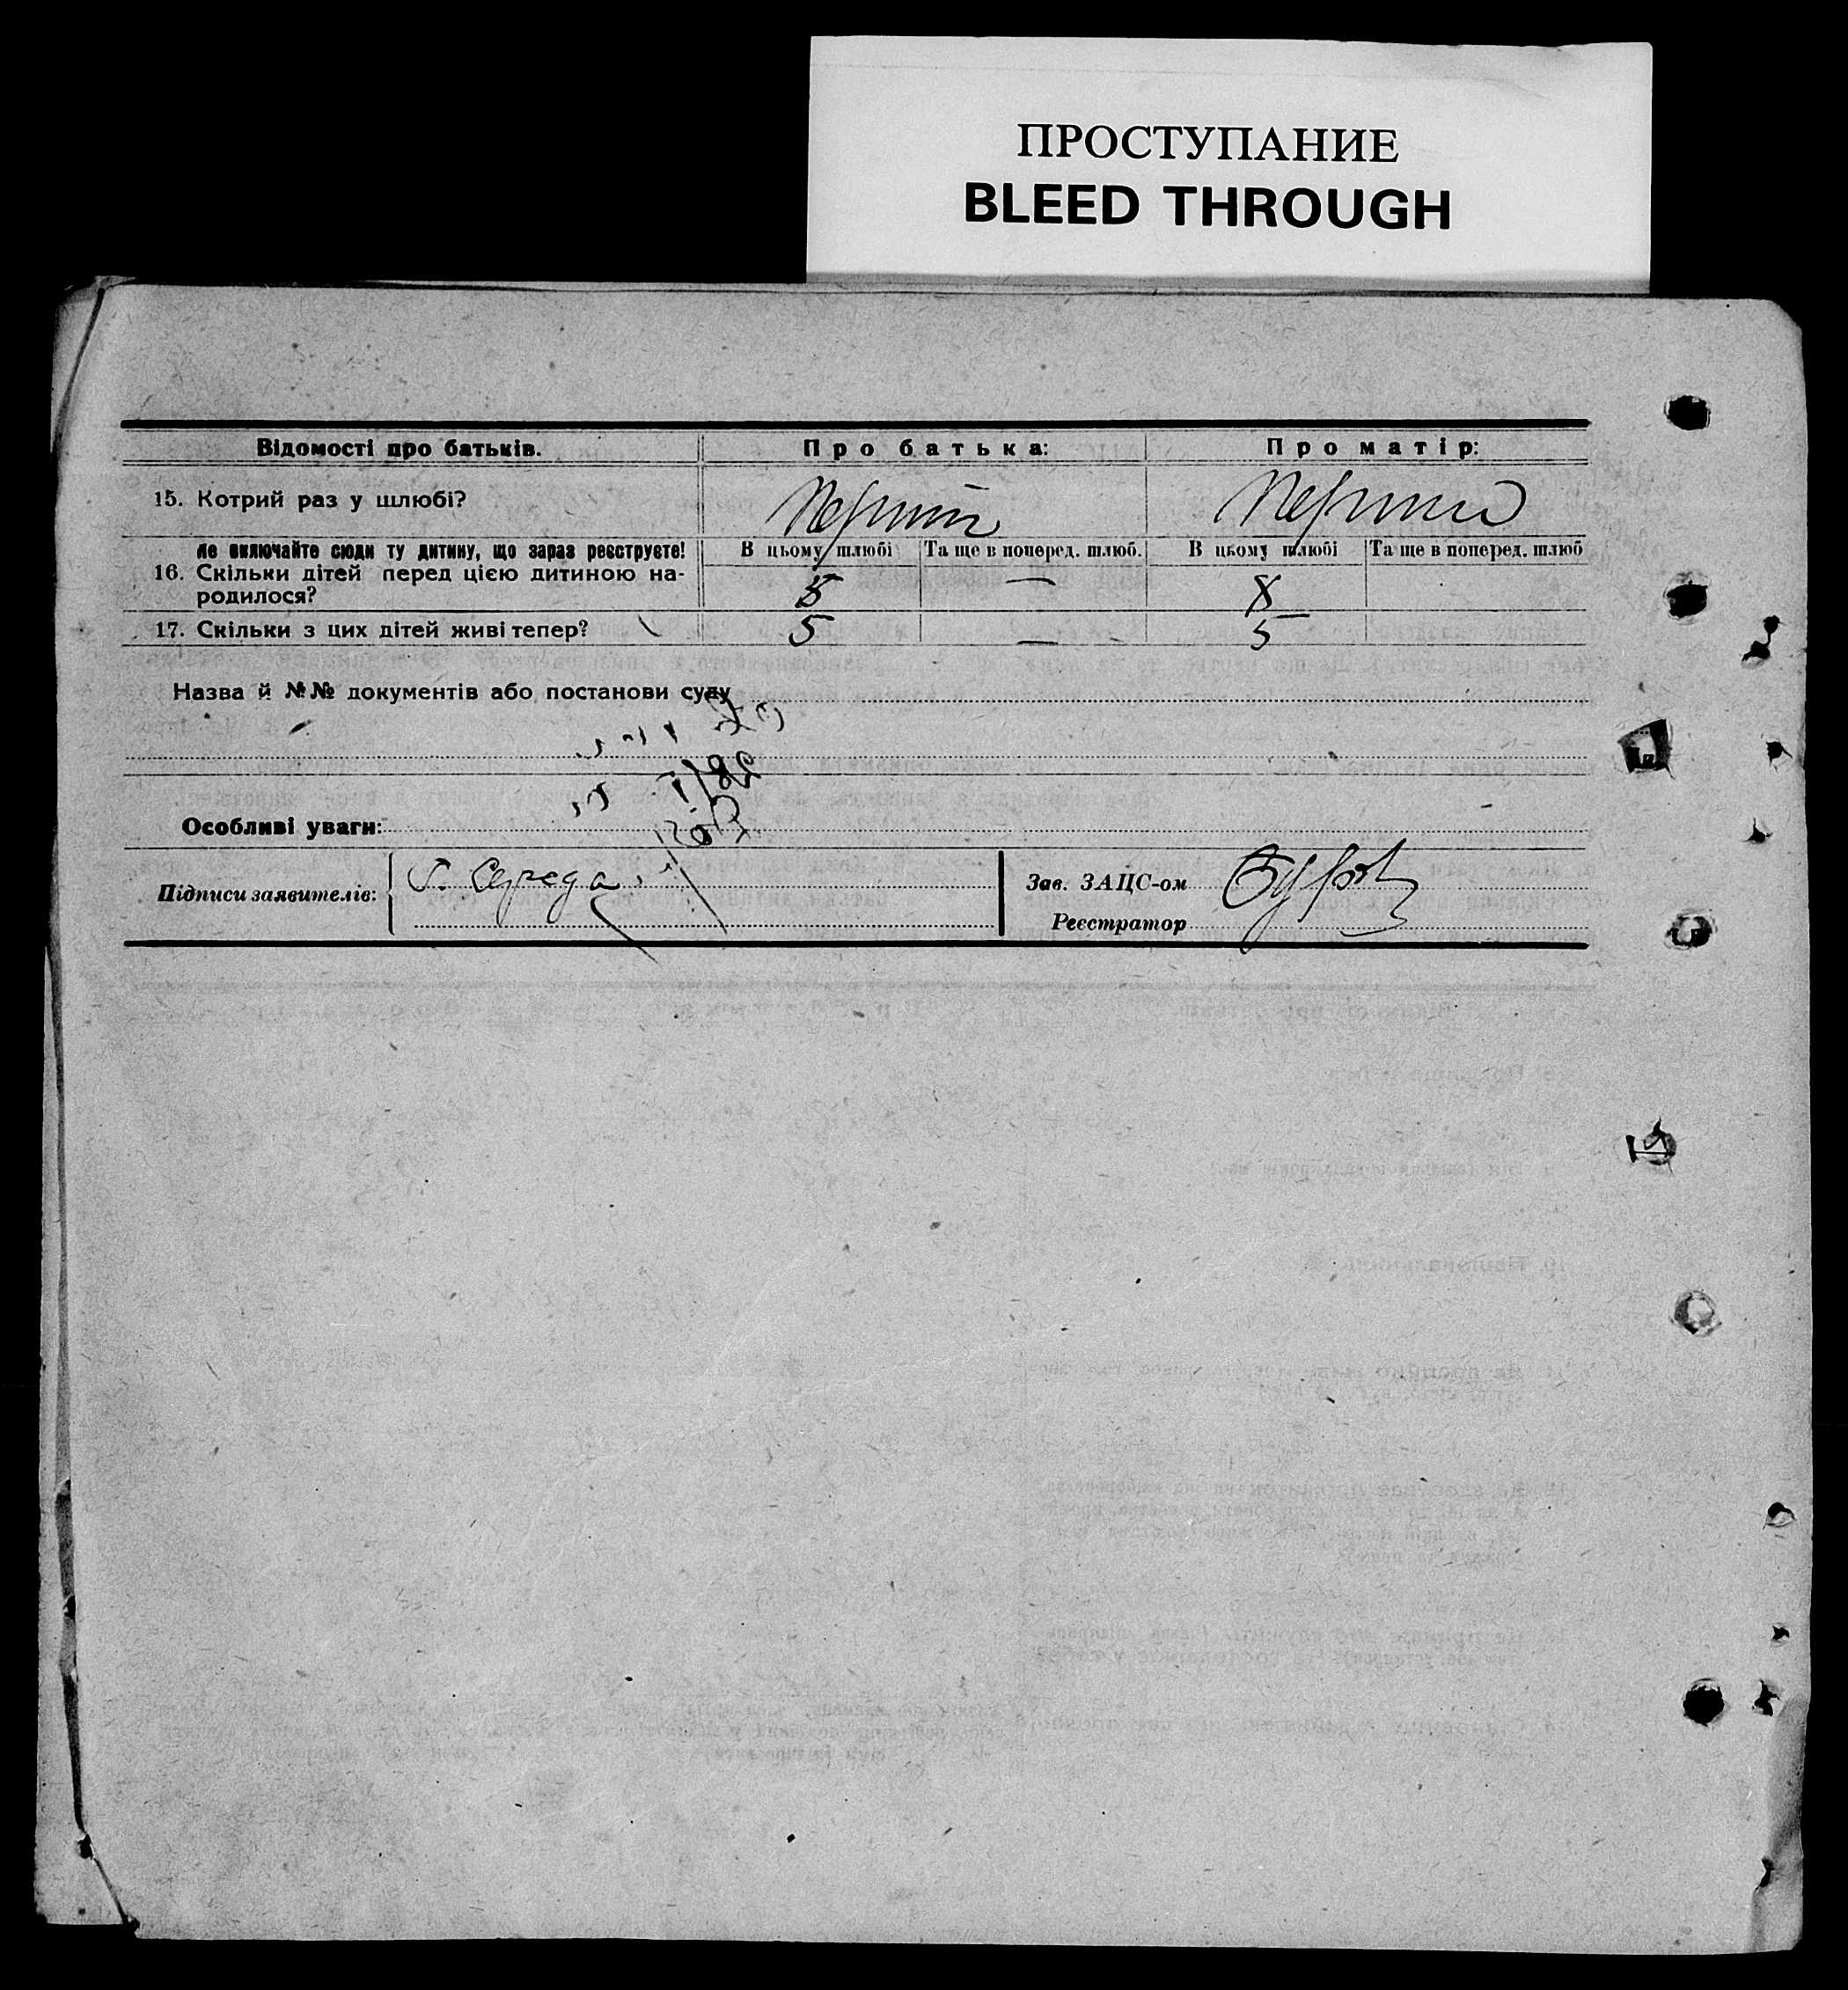 ПРОСТУПАНИЕ
BLEED THROUGH
Відомості про батьків. Про батька: Про матір:
15. Котрий раз у шлюбі? Перший Перший
Не включайте сюди ту дитину, що зараз реєструєте! В цьому шлюбі Та ще в поперед. шлюб. В цьому шлюбі Та ще в поперед. шлюб
16. Скільки дітей перед цією дитиною на- — 8
родилося?
17. Скільки з цих дітей живі тепер? 5 — 5
Назва й №№ документів або постанови суду
Особливі уваги:
Підписи заявителів: Середа Зав. ЗАЦС-ом
Реєстратор